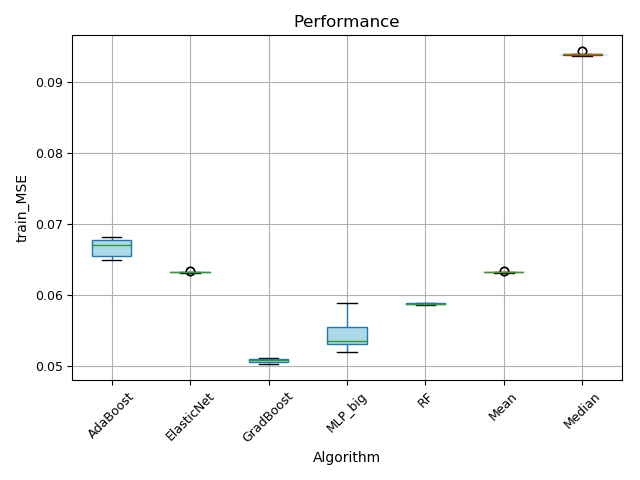 Performance
train_MSE
0.09
0.08
0.07
0.06
0.05
AdaBoost
ElasticNet
GradBoost
MLP_big
RF
Mean
Median
Algorithm